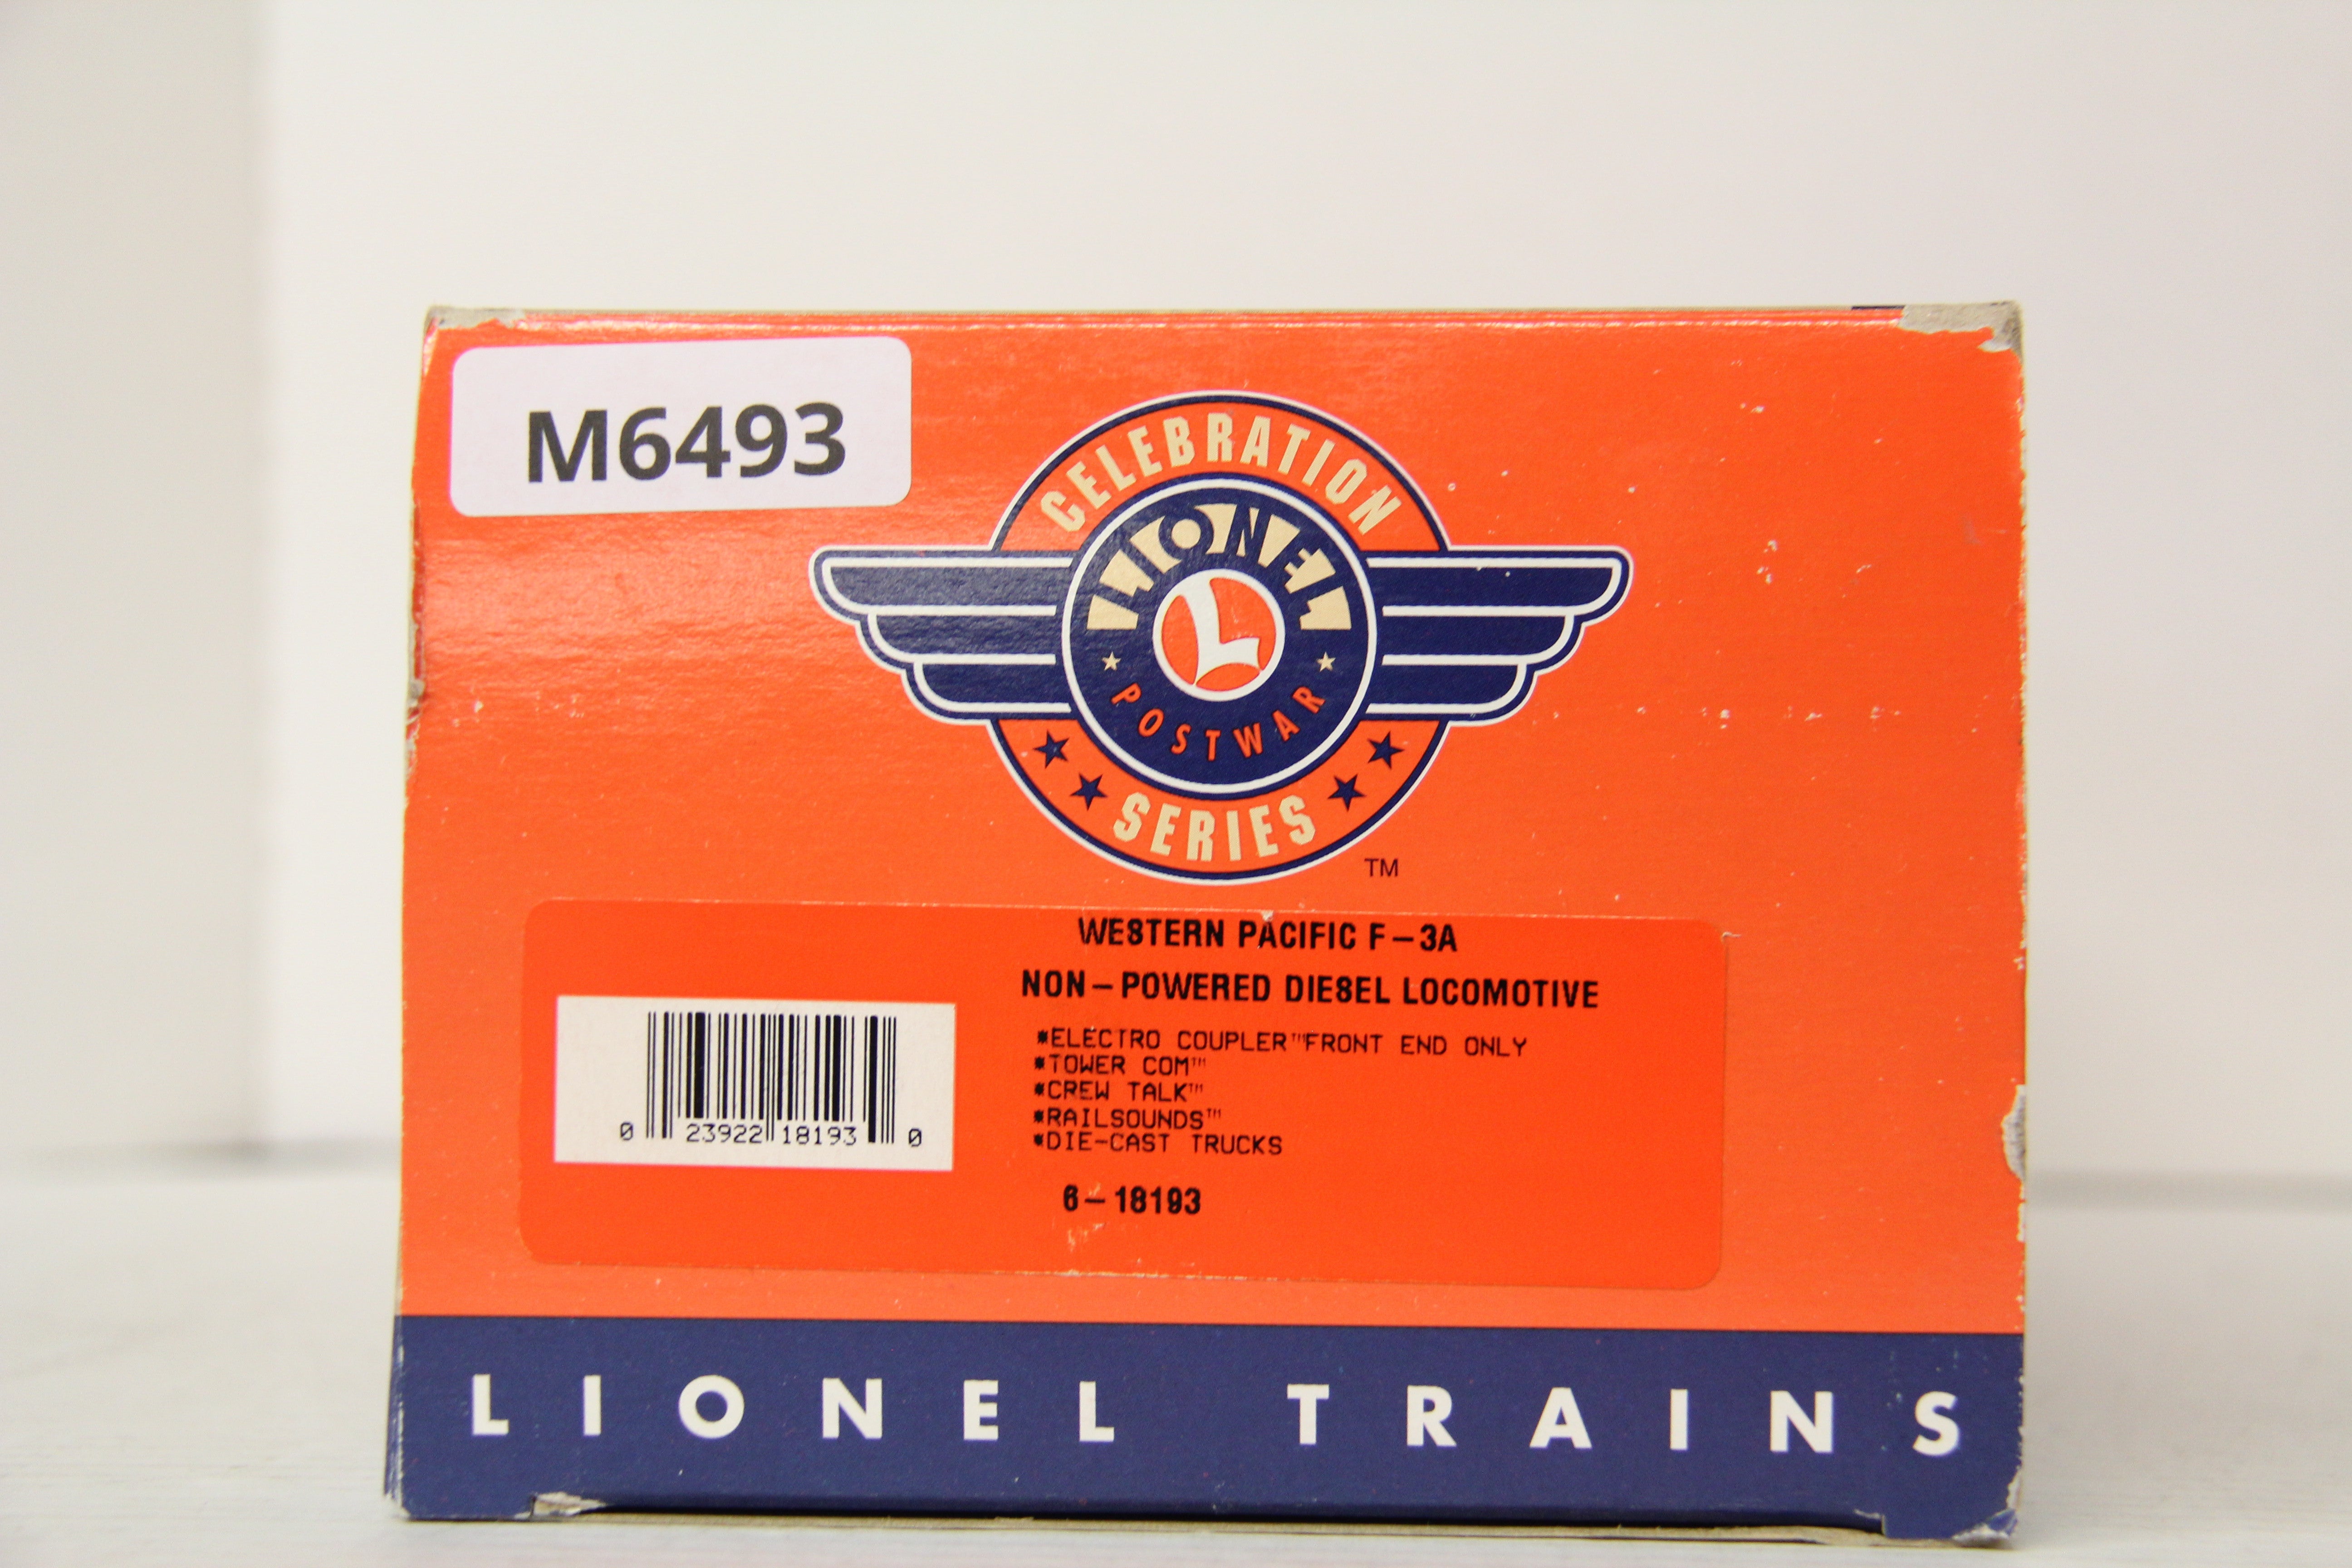 M6493
CELEBRATION
LIONEL
L
POSTWAR
SERIES
TM
WESTERN PACIFIC F-3A
NON-POWERED DIESEL LOCOMOTIVE
*ELECTRO COUPLER™FRONT END ONLY
*TOWER COM™
*CREW TALK™
*RAILSOUNDS™
*DIE-CAST TRUCKS
0 23922 18193 0
6-18193
LIONEL TRAINS